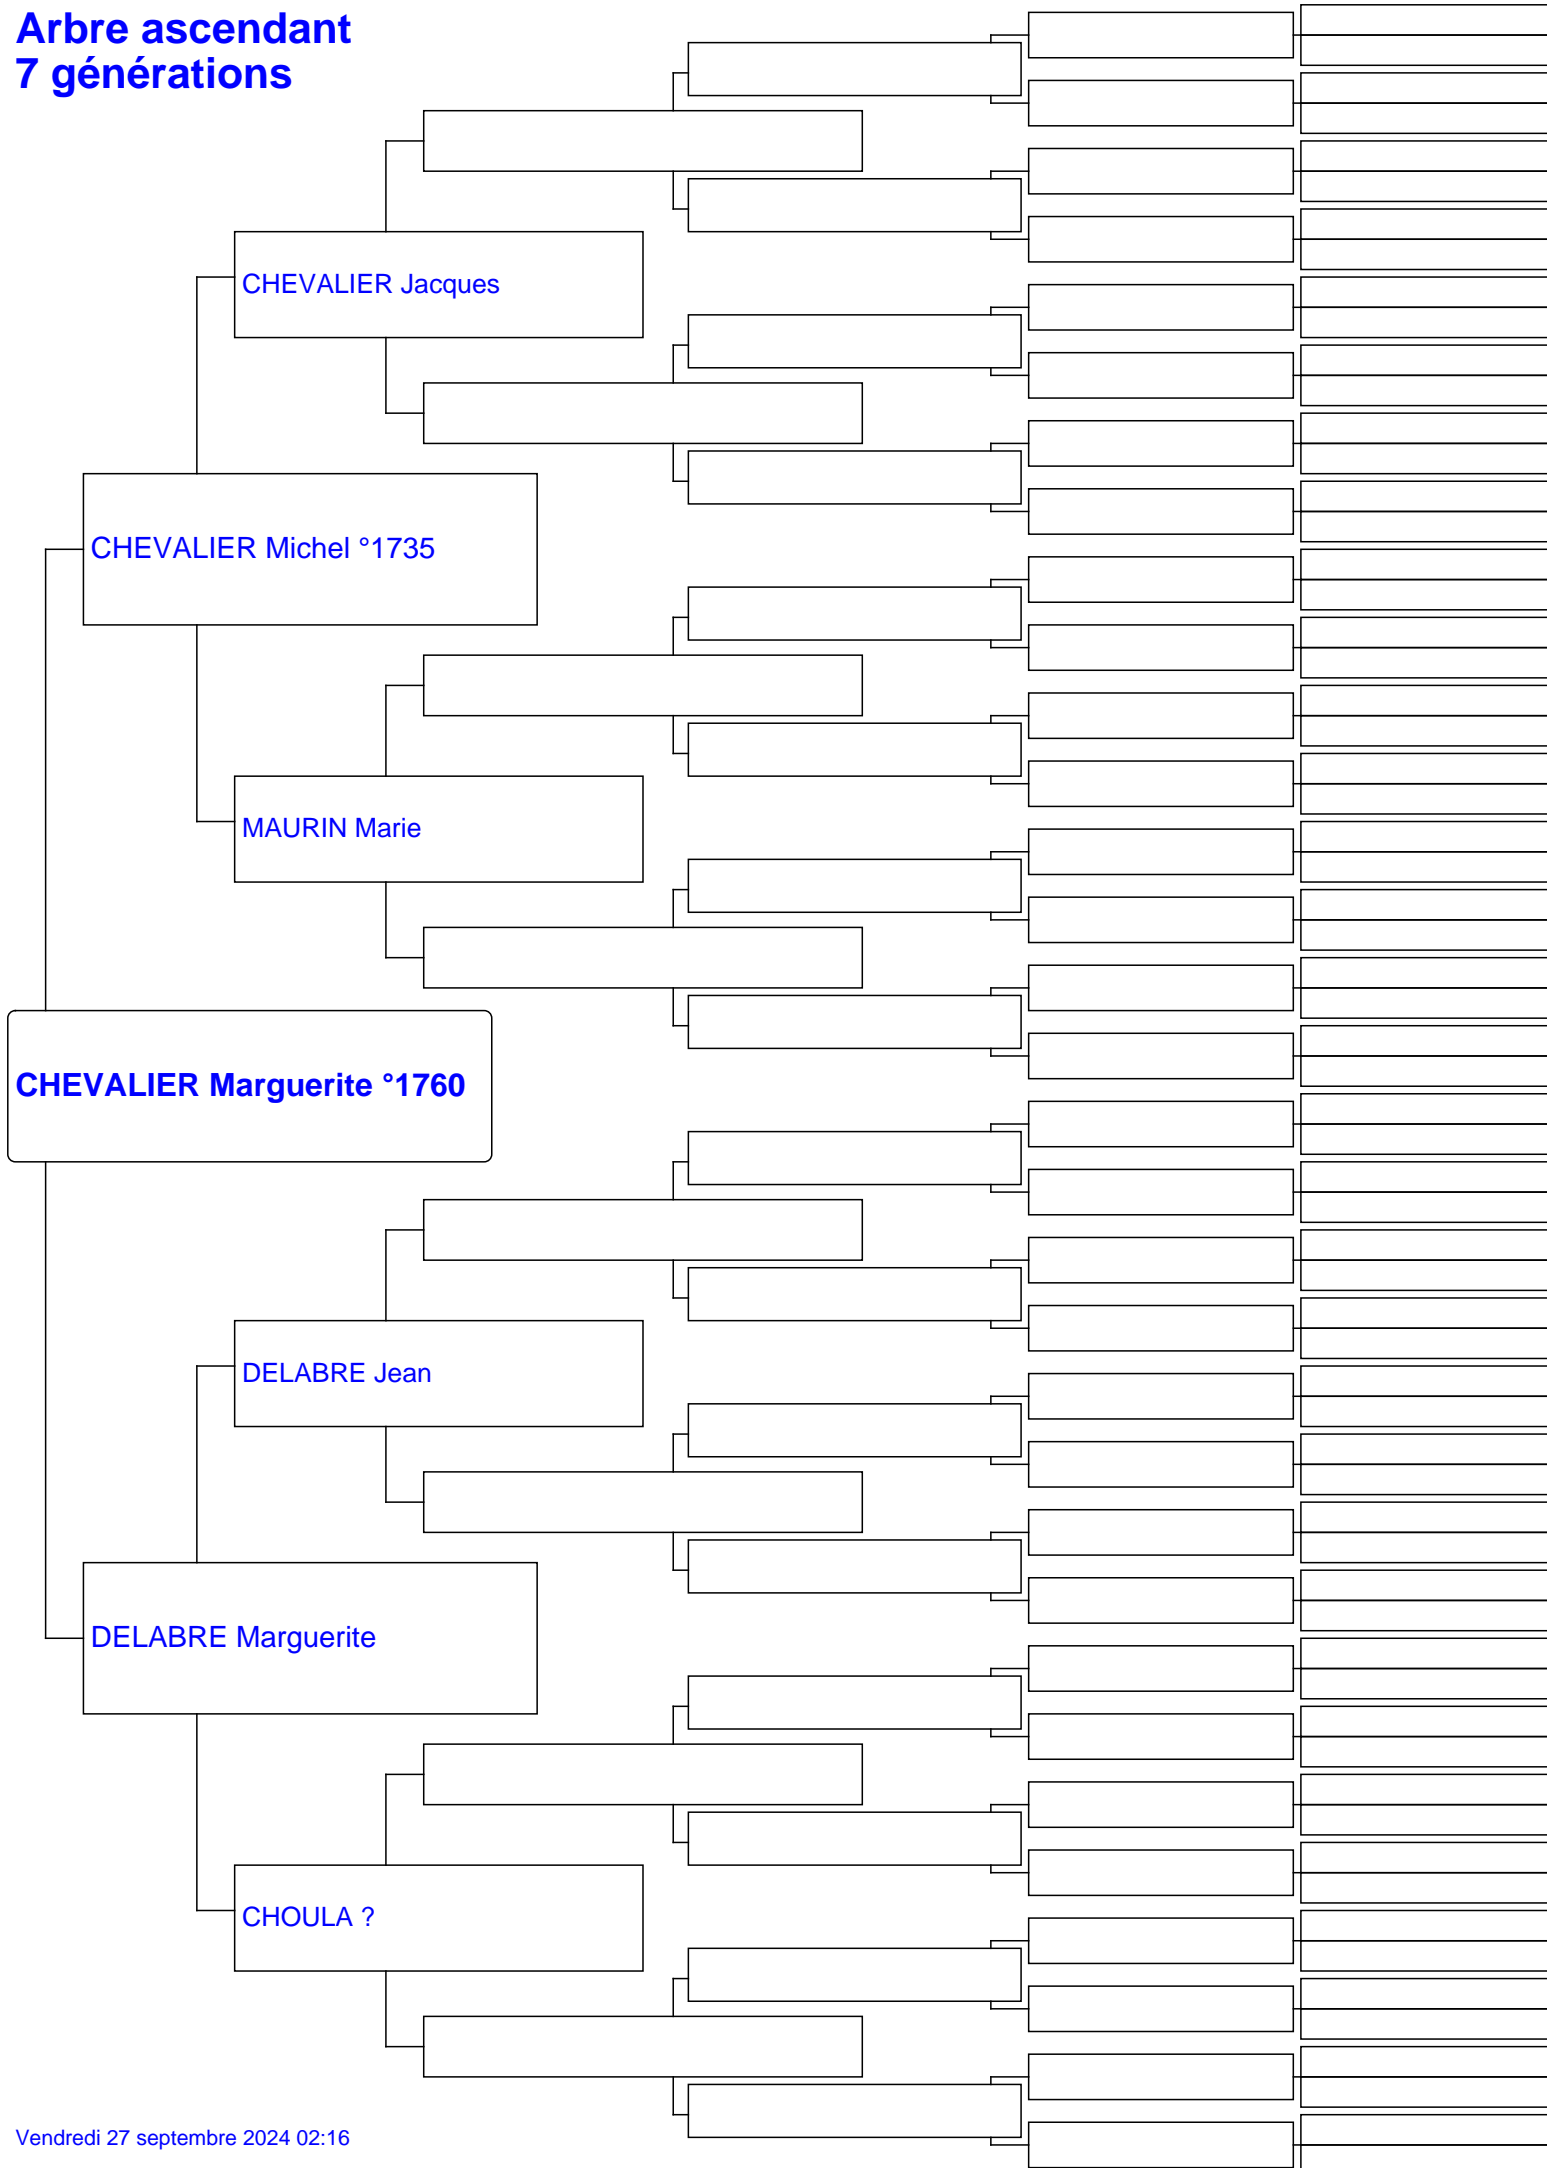 Arbre ascendant
7 générations
CHEVALIER Jacques
CHEVALIER Michel °1735
MAURIN Marie
CHEVALIER Marguerite °1760
DELABRE Jean
DELABRE Marguerite
CHOULA ?
Vendredi 27 septembre 2024 02:16